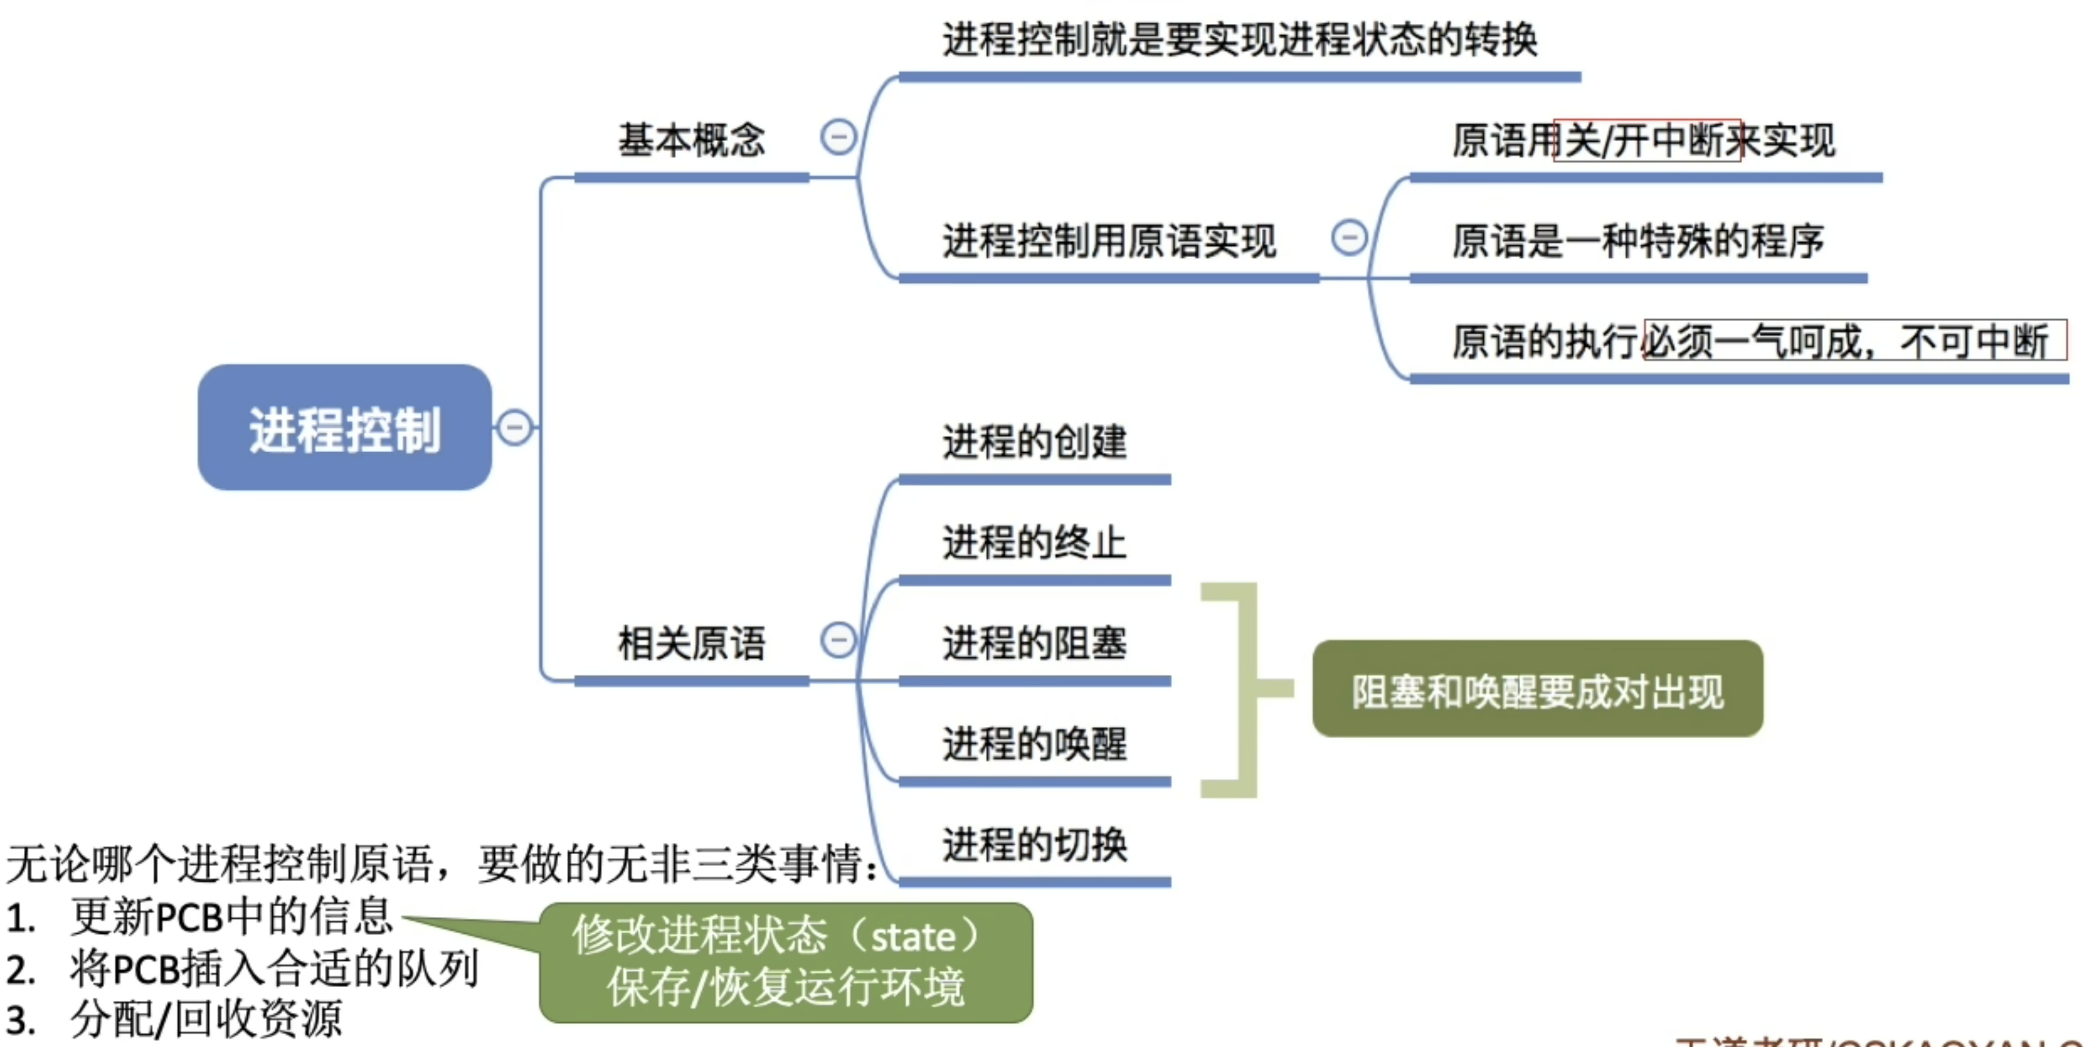 进程控制就是要实现进程状态的转换
基本概念
原语用关/开中断来实现
进程控制用原语实现
原语是一种特殊的程序
原语的执行必须一气呵成，不可中断
进程控制
进程的创建
进程的终止
相关原语
进程的阻塞
阻塞和唤醒要成对出现
进程的唤醒
进程的切换
无论哪个进程控制原语，要做的无非三类事情：
1. 更新PCB中的信息
修改进程状态（state）
保存/恢复运行环境
2. 将PCB插入合适的队列
3. 分配/回收资源